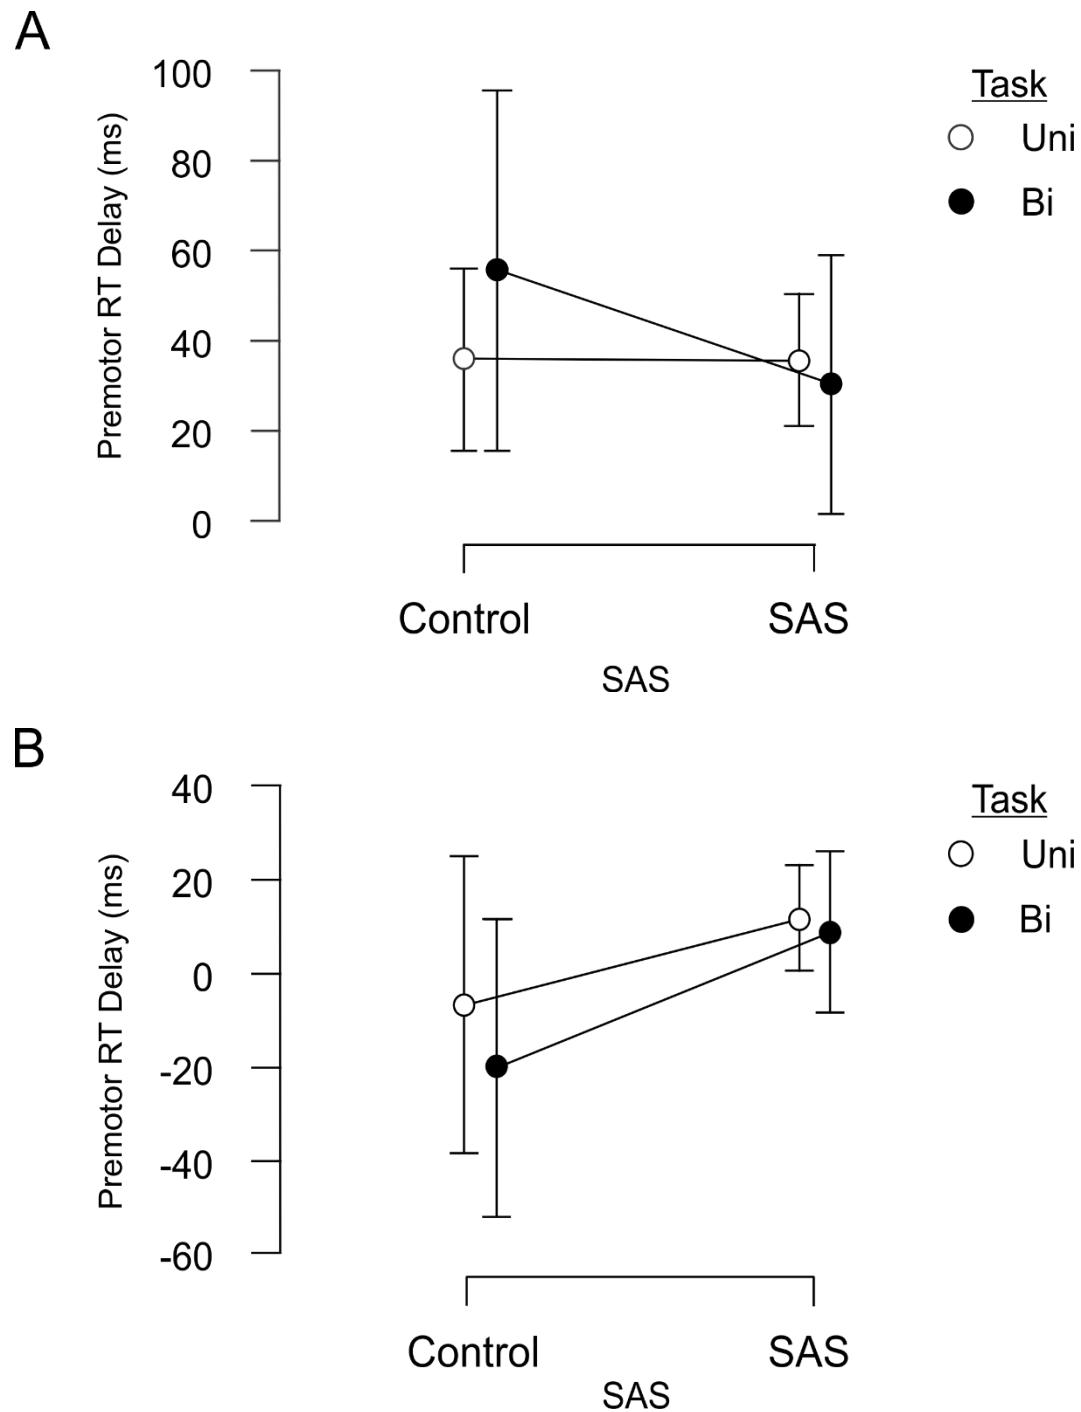 A
100
80
60
40
20
0
Premotor RT Delay (ms)
Task
Uni
Bi
Control
SAS
SAS
B
40
20
0
-20
-40
-60
Premotor RT Delay (ms)
Task
Uni
Bi
Control
SAS
SAS